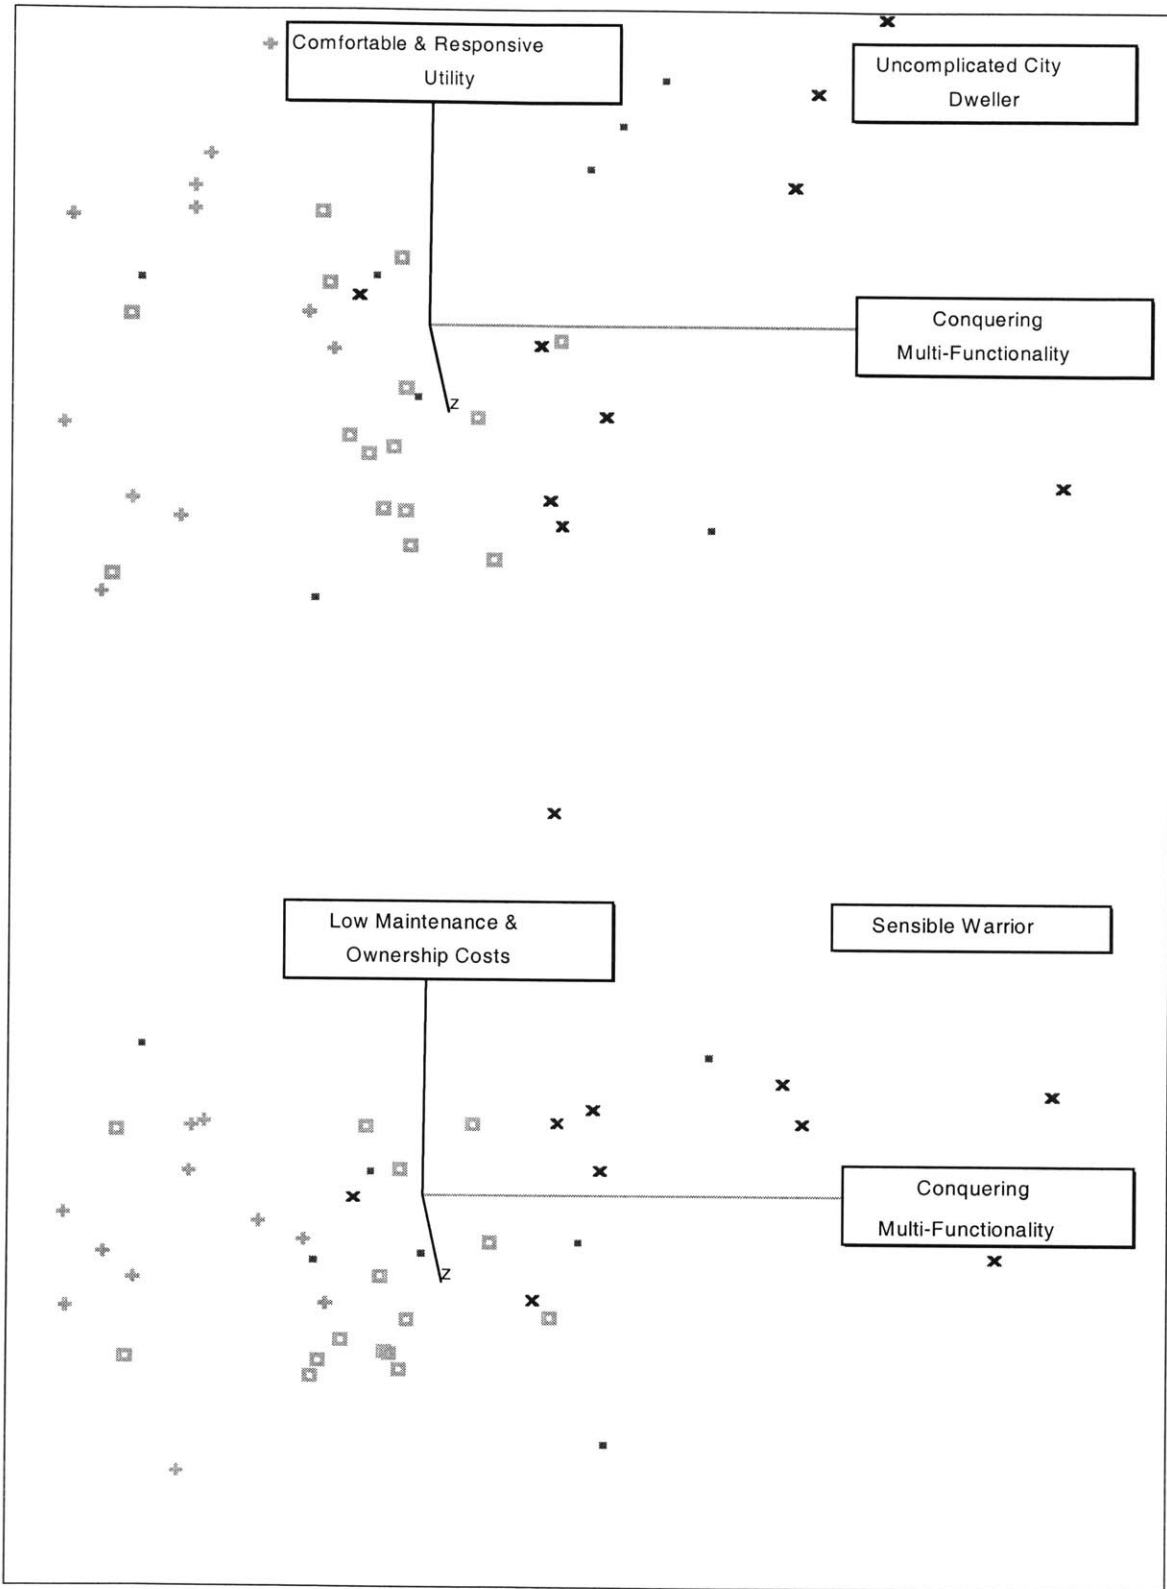 Comfortable & Responsive
Utility
Uncomplicated City
Dweller
Conquering
Multi-Functionality
z
Low Maintenance &
Ownership Costs
Sensible Warrior
Conquering
Multi-Functionality
z